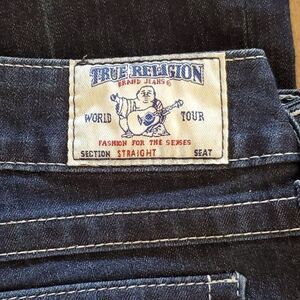 TRUE RELIGION
BRAND JEANS
WORLD TOUR
FASHION FOR THE SENSES
SECTION STRAIGHT SEAT